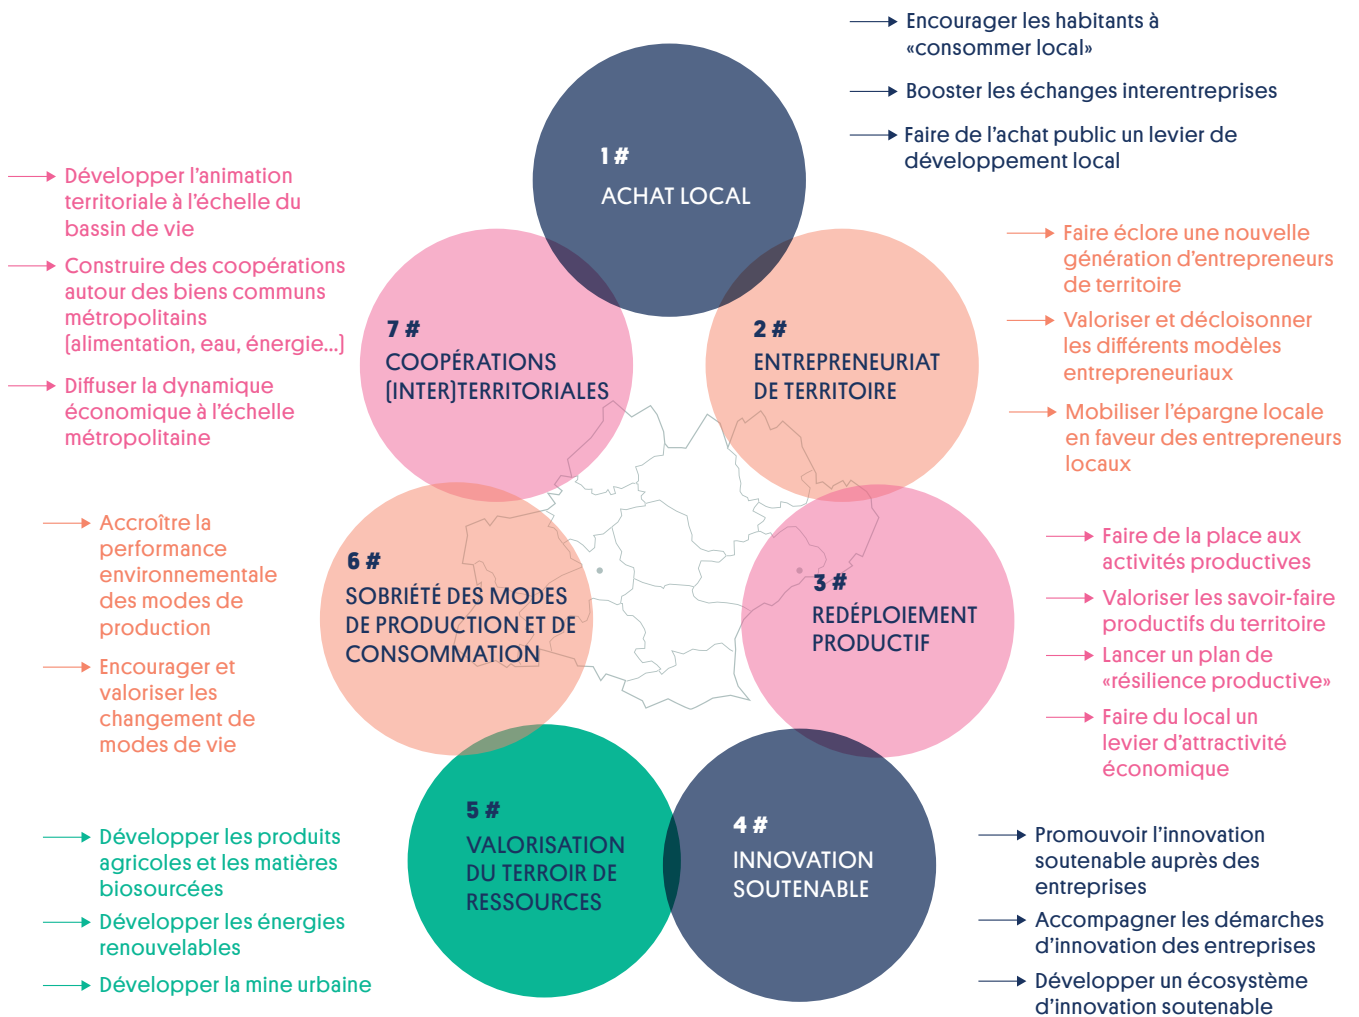 1 #
ACHAT LOCAL
Encourager les habitants à
«consommer local»
Booster les échanges interentreprises
Faire de l’achat public un levier de
développement local
2 #
ENTREPRENEURIAT
DE TERRITOIRE
Faire éclore une nouvelle
génération d’entrepreneurs
de territoire
Valoriser et décloisonner
les différents modèles
entrepreneuriaux
Mobiliser l’épargne locale
en faveur des entrepreneurs
locaux
3 #
REDÉPLOIEMENT
PRODUCTIF
Faire de la place aux
activités productives
Valoriser les savoir-faire
productifs du territoire
Lancer un plan de
«résilience productive»
Faire du local un
levier d’attractivité
économique
4 #
INNOVATION
SOUTENABLE
Promouvoir l’innovation
soutenable auprès des
entreprises
Accompagner les démarches
d’innovation des entreprises
Développer un écosystème
d’innovation soutenable
5 #
VALORISATION
DU TERROIR DE
RESSOURCES
Développer les produits
agricoles et les matières
biosourcées
Développer les énergies
renouvelables
Développer la mine urbaine
6 #
SOBRIÉTÉ DES MODES
DE PRODUCTION ET DE
CONSOMMATION
Accroître la
performance
environnementale
des modes de
production
Encourager et
valoriser les
changement de
modes de vie
7 #
COOPÉRATIONS
(INTER)TERRITORIALES
Développer l’animation
territoriale à l’échelle du
bassin de vie
Construire des coopérations
autour des biens communs
métropolitains
(alimentation, eau, énergie...)
Diffuser la dynamique
économique à l’échelle
métropolitaine